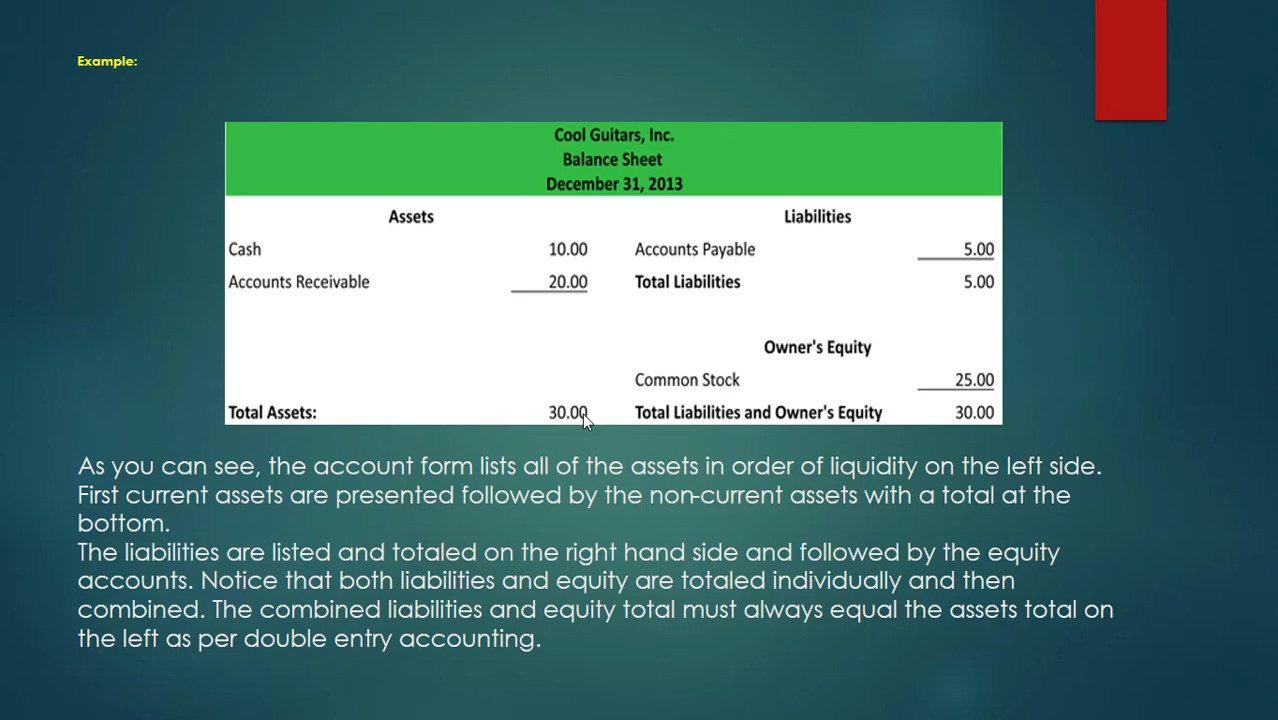 Example:
Cool Guitars, Inc.
Balance Sheet
December 31, 2013
Assets Liabilities
Cash 10.00 Accounts Payable 5.00
Accounts Receivable 20.00 Total Liabilities 5.00
Owner's Equity
Common Stock 25.00
Total Assets: 30.00 Total Liabilities and Owner's Equity 30.00
As you can see, the account form lists all of the assets in order of liquidity on the left side.
First current assets are presented followed by the non-current assets with a total at the
bottom.
The liabilities are listed and totaled on the right hand side and followed by the equity
accounts. Notice that both liabilities and equity are totaled individually and then
combined. The combined liabilities and equity total must always equal the assets total on
the left as per double entry accounting.